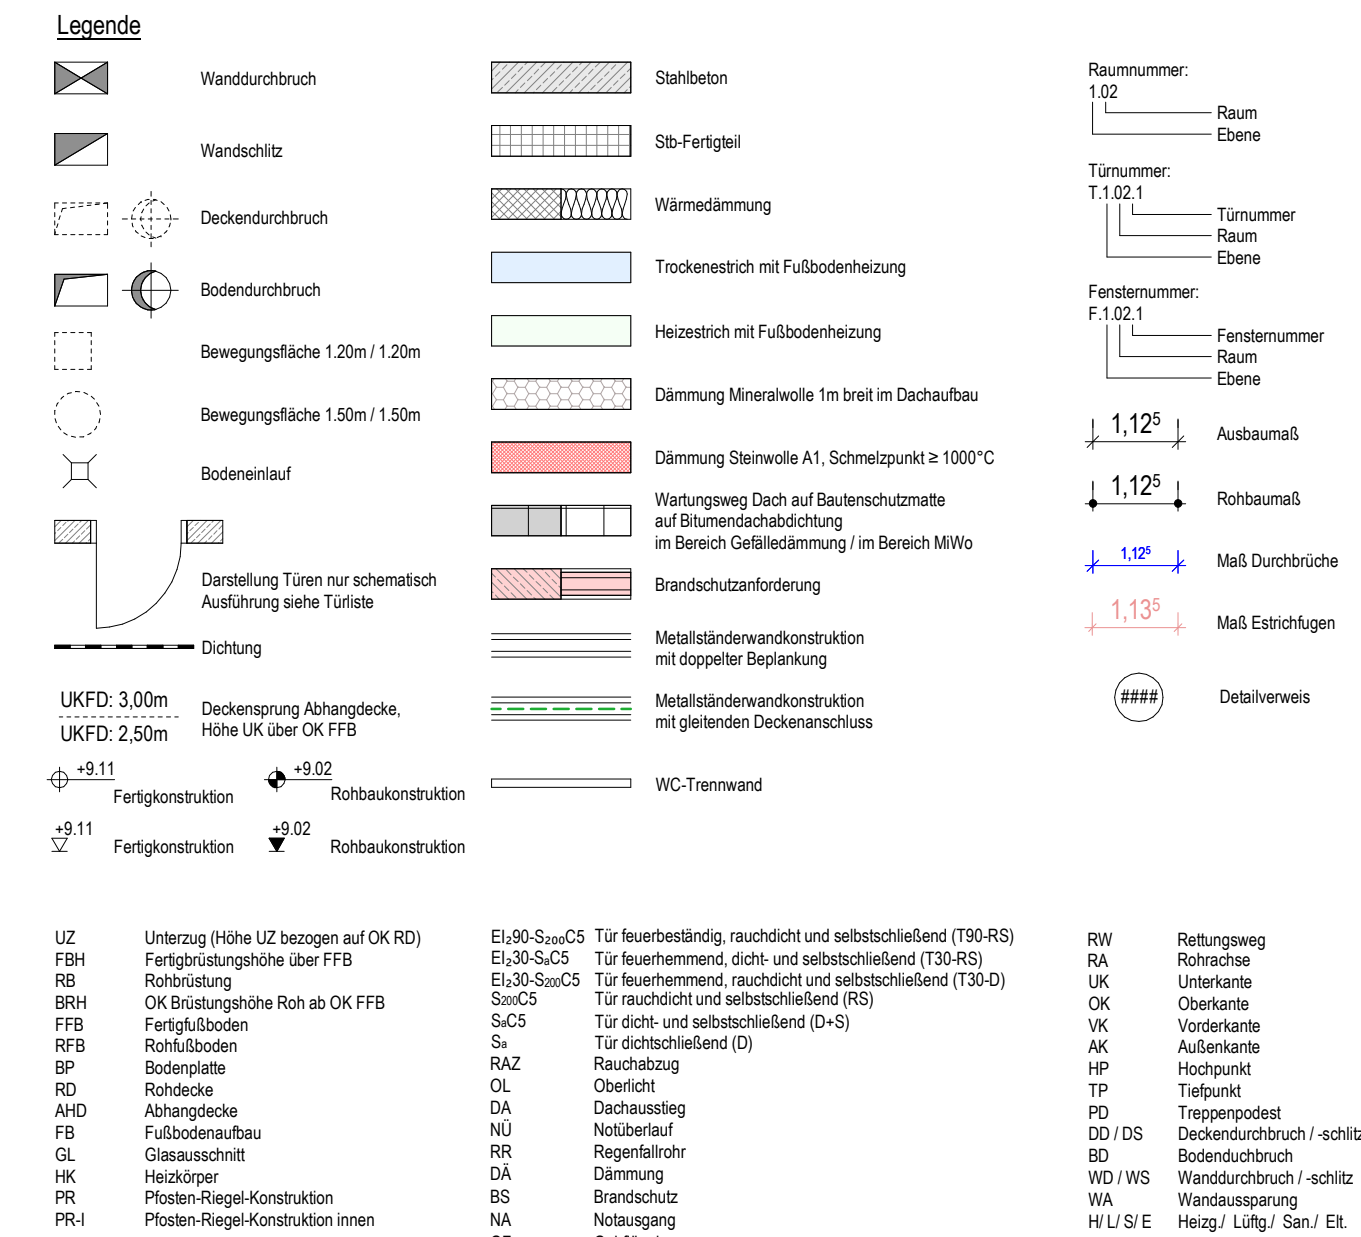 Legende
Wanddurchbruch
Wandschlitz
Deckendurchbruch
Bodendurchbruch
Bewegungsfläche 1.20m / 1.20m
Bewegungsfläche 1.50m / 1.50m
Bodeneinlauf
Darstellung Türen nur schematisch
Ausführung siehe Türliste
Dichtung
UKFD: 3,00m
UKFD: 2,50m
Deckensprung Abhangdecke,
Höhe UK über OK FFB
+9.11
Fertigkonstruktion
+9.02
Rohbaukonstruktion
+9.11
Fertigkonstruktion
+9.02
Rohbaukonstruktion
Stahlbeton
Stb-Fertigteil
Wärmedämmung
Trockenestrich mit Fußbodenheizung
Heizestrich mit Fußbodenheizung
Dämmung Mineralwolle 1m breit im Dachaufbau
Dämmung Steinwolle A1, Schmelzpunkt ≥ 1000°C
Wartungsweg Dach auf Bautenschutzmatte
auf Bitumendachabdichtung
im Bereich Gefälledämmung / im Bereich MiWo
Brandschutzanforderung
Metallständerwandkonstruktion
mit doppelter Beplankung
Metallständerwandkonstruktion
mit gleitenden Deckenanschluss
WC-Trennwand
Raumnummer:
1.02
Raum
Ebene
Türnummer:
T.1.02.1
Türnummer
Raum
Ebene
Fensternummer:
F.1.02.1
Fensternummer
Raum
Ebene
1,12⁵ Ausbaumaß
1,12⁵ Rohbaumaß
1,12⁵ Maß Durchbrüche
1,13⁵ Maß Estrichfugen
#### Detailverweis
UZ Unterzug (Höhe UZ bezogen auf OK RD)
FBH Fertigbrüstungshöhe über FFB
RB Rohbrüstung
BRH OK Brüstungshöhe Roh ab OK FFB
FFB Fertigfußboden
RFB Rohfußboden
BP Bodenplatte
RD Rohdecke
AHD Abhangdecke
FB Fußbodenaufbau
GL Glasausschnitt
HK Heizkörper
PR Pfosten-Riegel-Konstruktion
PR-I Pfosten-Riegel-Konstruktion innen
EI₂90-S₂₀₀C5 Tür feuerbeständig, rauchdicht und selbstschließend (T90-RS)
EI₂30-SₐC5 Tür feuerhemmend, dicht- und selbstschließend (T30-RS)
EI₂30-S₂₀₀C5 Tür feuerhemmend, rauchdicht und selbstschließend (T30-D)
S₂₀₀C5 Tür rauchdicht und selbstschließend (RS)
SₐC5 Tür dicht- und selbstschließend (D+S)
Sₐ Tür dichtschließend (D)
RAZ Rauchabzug
OL Oberlicht
DA Dachausstieg
NÜ Notüberlauf
RR Regenfallrohr
DÄ Dämmung
BS Brandschutz
NA Notausgang
RW Rettungsweg
RA Rohrachse
UK Unterkante
OK Oberkante
VK Vorderkante
AK Außenkante
HP Hochpunkt
TP Tiefpunkt
PD Treppenpodest
DD / DS Deckendurchbruch / -schlitz
BD Bodenduchbruch
WD / WS Wanddurchbruch / -schlitz
WA Wandaussparung
H/ L/ S/ E Heizg./ Lüftg./ San./ Elt.